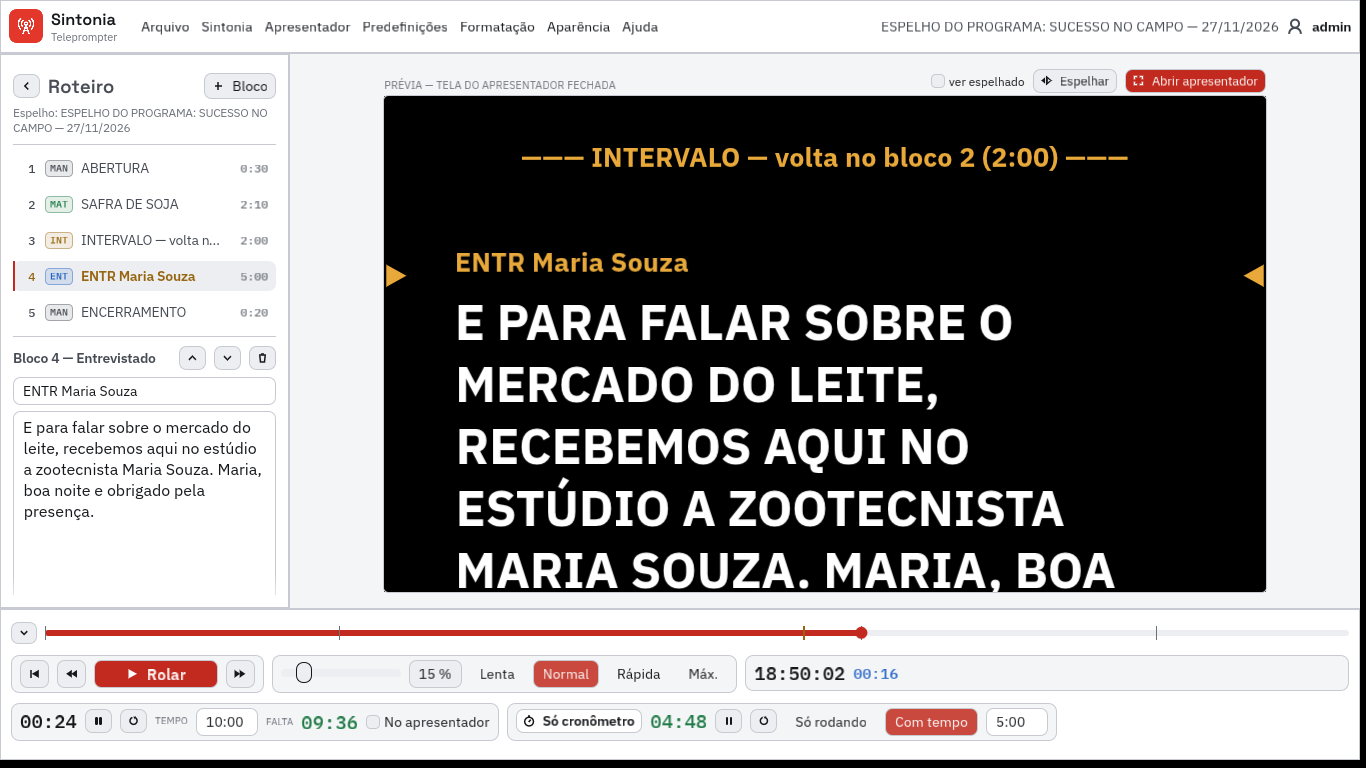 Sintonia
Teleprompter
Arquivo Sintonia Apresentador Predefinições Formatação Aparência Ajuda
ESPELHO DO PROGRAMA: SUCESSO NO CAMPO — 27/11/2026 admin
Roteiro
+ Bloco
Espelho: ESPELHO DO PROGRAMA: SUCESSO NO
CAMPO — 27/11/2026
1 MAN ABERTURA 0:30
2 MAT SAFRA DE SOJA 2:10
3 INT INTERVALO — volta n... 2:00
4 ENT ENTR Maria Souza 5:00
5 MAN ENCERRAMENTO 0:20
Bloco 4 — Entrevistado
ENTR Maria Souza
E para falar sobre o mercado do
leite, recebemos aqui no estúdio
a zootecnista Maria Souza. Maria,
boa noite e obrigado pela
presença.
PRÉVIA — TELA DO APRESENTADOR FECHADA
ver espelhado Espelhar Abrir apresentador
——— INTERVALO — volta no bloco 2 (2:00) ———
ENTR Maria Souza
E PARA FALAR SOBRE O
MERCADO DO LEITE,
RECEBEMOS AQUI NO
ESTÚDIO A ZOOTECNISTA
MARIA SOUZA. MARIA, BOA
Rolar
15 % Lenta Normal Rápida Máx.
18:50:02 00:16
00:24 TEMPO 10:00 FALTA 09:36 No apresentador
Só cronômetro 04:48 Só rodando Com tempo 5:00